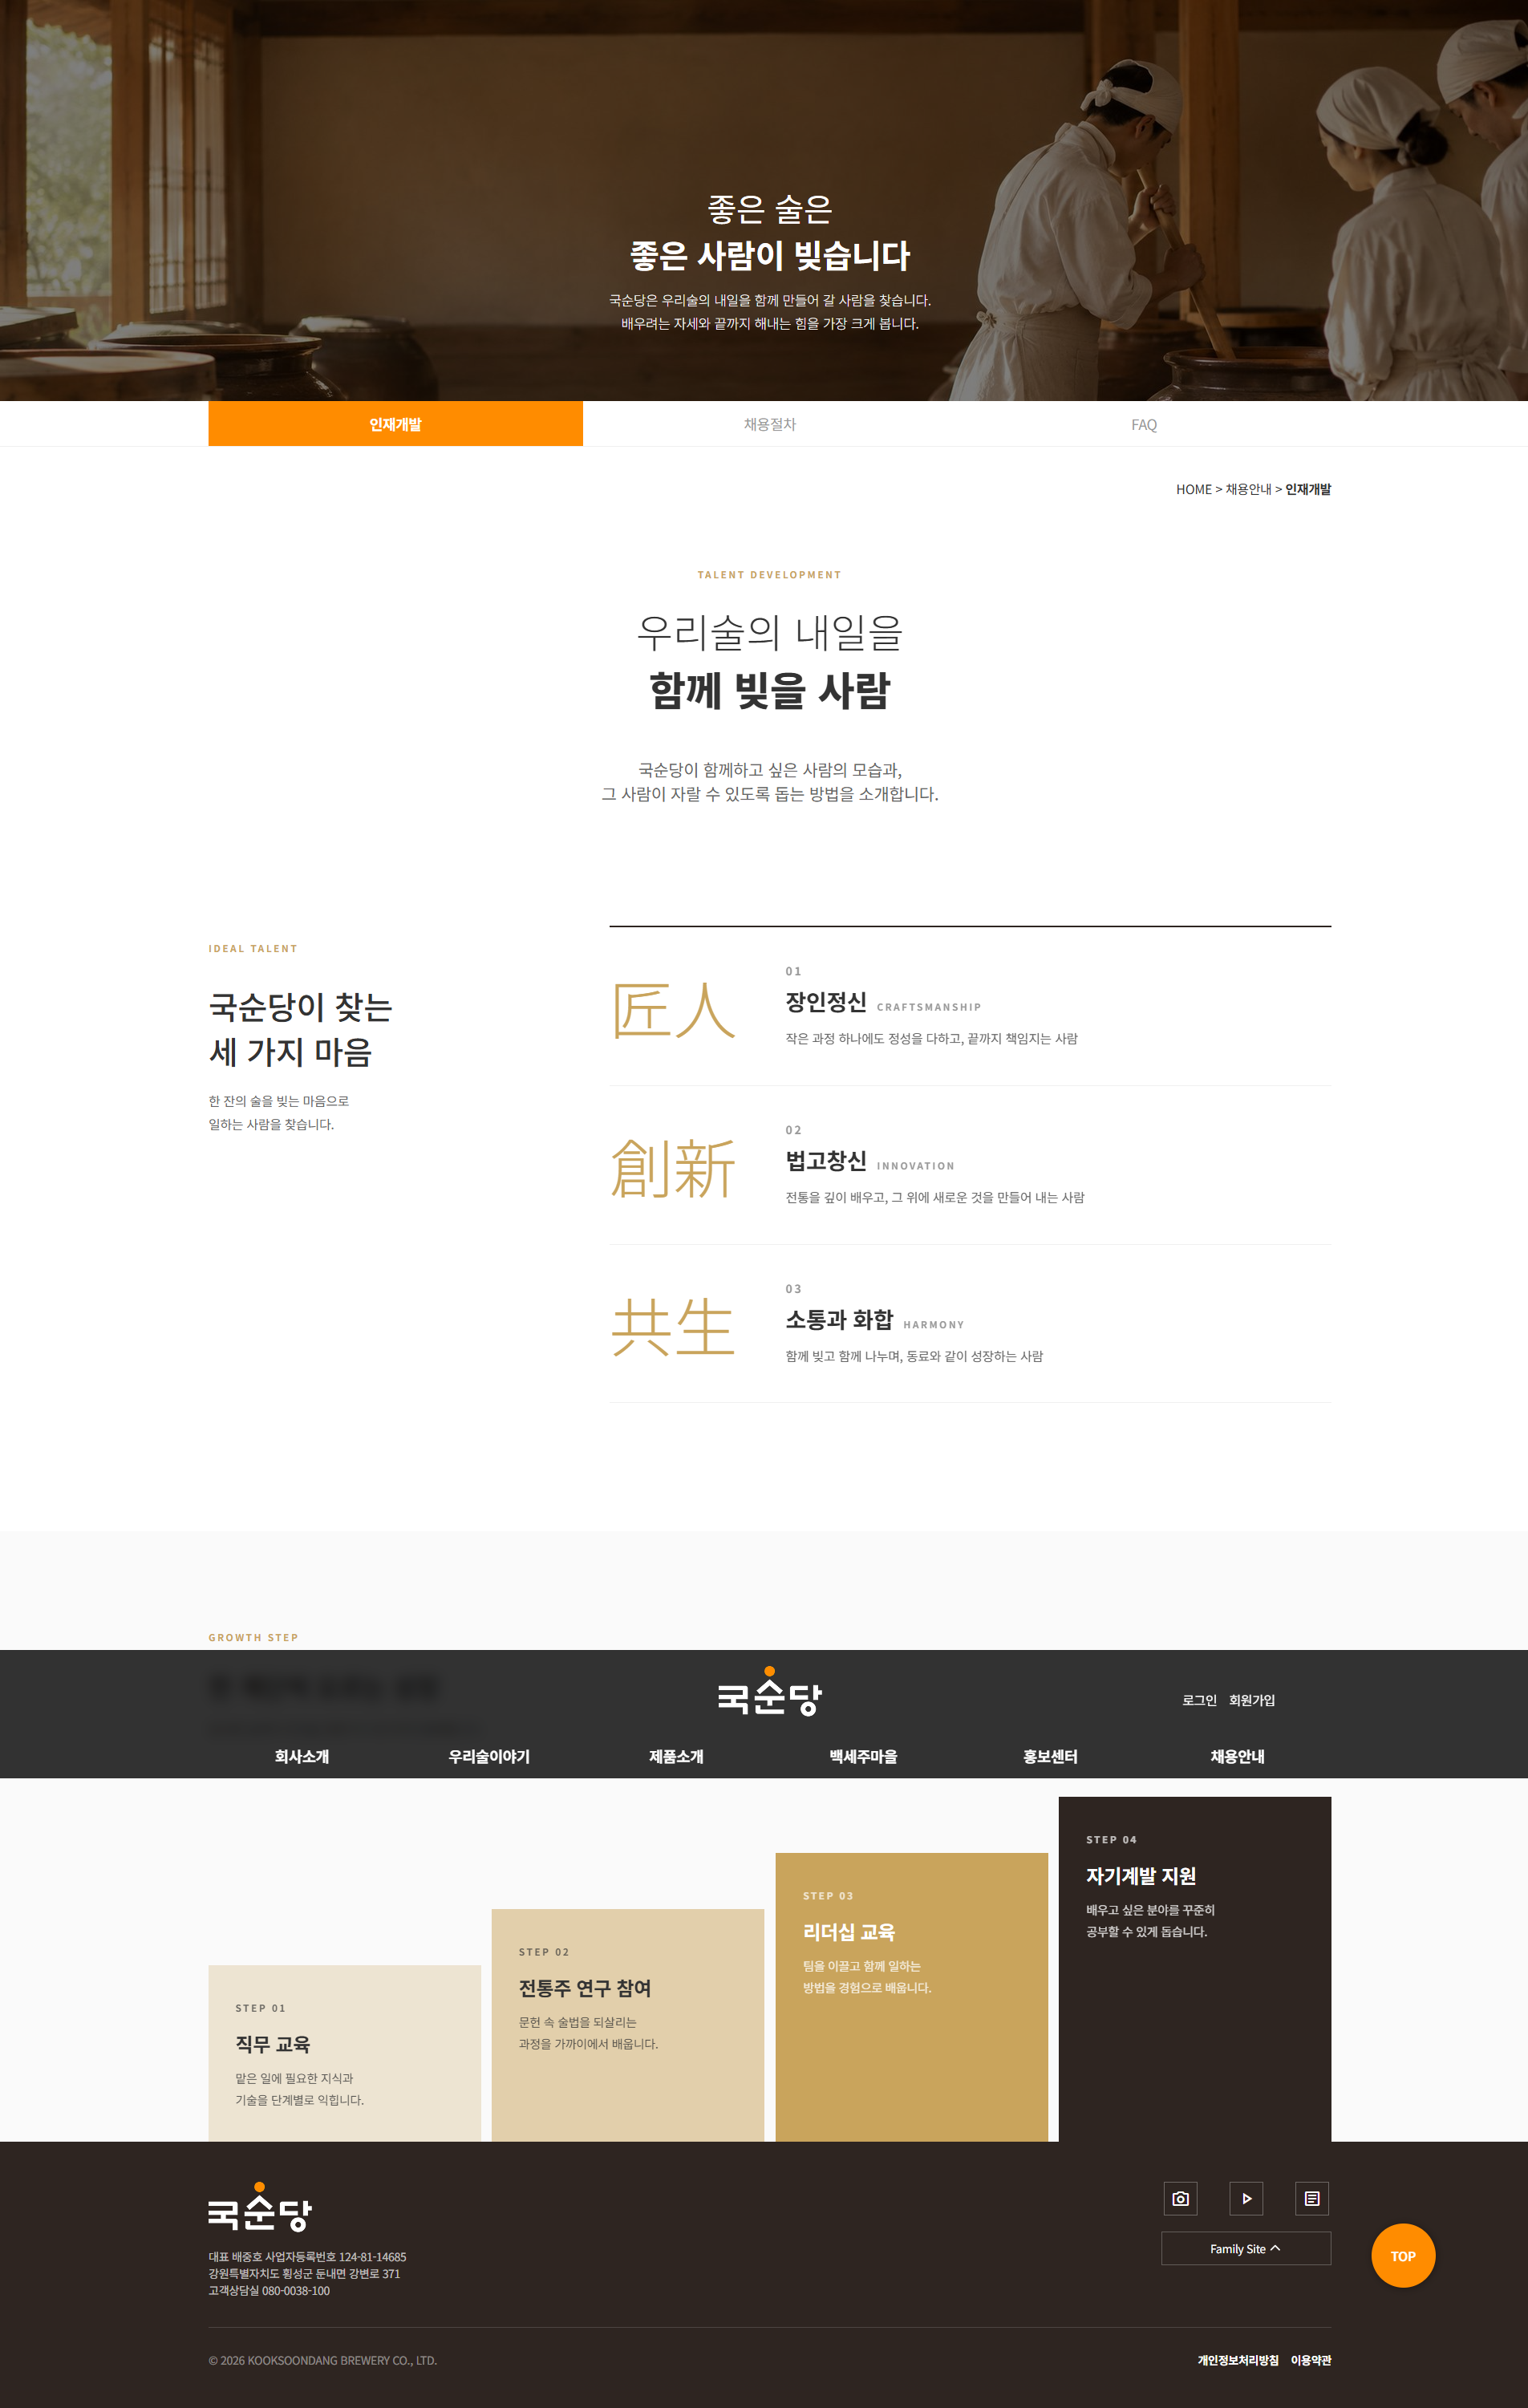 좋은 술은
좋은 사람이 빚습니다
국순당은 우리술의 내일을 함께 만들어 갈 사람을 찾습니다.
배우려는 자세와 끝까지 해내는 힘을 가장 크게 봅니다.
인재개발
채용절차
FAQ
HOME > 채용안내 > 인재개발
TALENT DEVELOPMENT
우리술의 내일을
함께 빚을 사람
국순당이 함께하고 싶은 사람의 모습과,
그 사람이 자랄 수 있도록 돕는 방법을 소개합니다.
IDEAL TALENT
국순당이 찾는
세 가지 마음
한 잔의 술을 빚는 마음으로
일하는 사람을 찾습니다.
匠人
01
장인정신 CRAFTSMANSHIP
작은 과정 하나에도 정성을 다하고, 끝까지 책임지는 사람
創新
02
법고창신 INNOVATION
전통을 깊이 배우고, 그 위에 새로운 것을 만들어 내는 사람
共生
03
소통과 화합 HARMONY
함께 빚고 함께 나누며, 동료와 같이 성장하는 사람
GROWTH STEP
국순당
로그인 회원가입
회사소개
우리술이야기
제품소개
백세주마을
홍보센터
채용안내
STEP 01
직무 교육
맡은 일에 필요한 지식과
기술을 단계별로 익힙니다.
STEP 02
전통주 연구 참여
문헌 속 술법을 되살리는
과정을 가까이에서 배웁니다.
STEP 03
리더십 교육
팀을 이끌고 함께 일하는
방법을 경험으로 배웁니다.
STEP 04
자기계발 지원
배우고 싶은 분야를 꾸준히
공부할 수 있게 돕습니다.
국순당
대표 배중호 사업자등록번호 124-81-14685
강원특별자치도 횡성군 둔내면 강변로 371
고객상담실 080-0038-100
Family Site
TOP
© 2026 KOOKSOONDANG BREWERY CO., LTD.
개인정보처리방침 이용약관